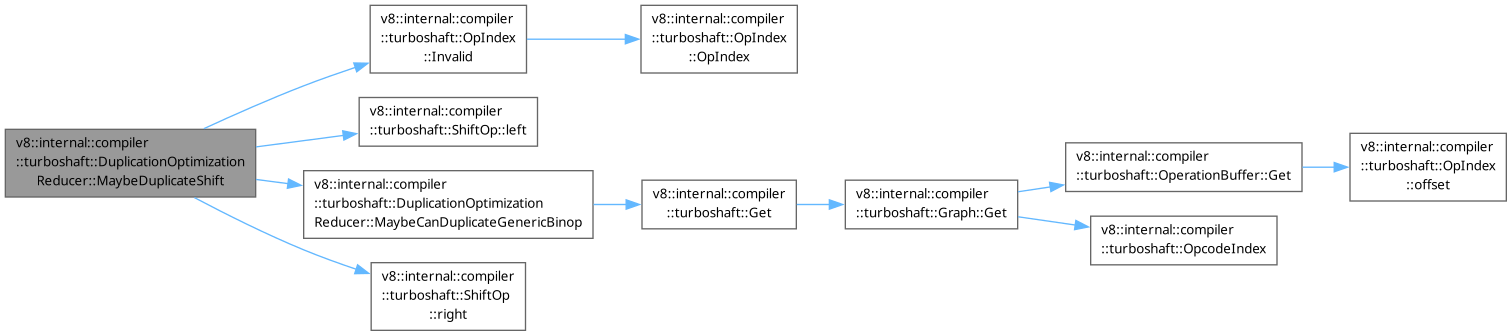 v8::internal::compiler
::turboshaft::DuplicationOptimization
Reducer::MaybeDuplicateShift
v8::internal::compiler
::turboshaft::OpIndex
::Invalid
v8::internal::compiler
::turboshaft::OpIndex
::OpIndex
v8::internal::compiler
::turboshaft::ShiftOp::left
v8::internal::compiler
::turboshaft::DuplicationOptimization
Reducer::MaybeCanDuplicateGenericBinop
v8::internal::compiler
::turboshaft::Get
v8::internal::compiler
::turboshaft::Graph::Get
v8::internal::compiler
::turboshaft::OperationBuffer::Get
v8::internal::compiler
::turboshaft::OpIndex
::offset
v8::internal::compiler
::turboshaft::OpcodeIndex
v8::internal::compiler
::turboshaft::ShiftOp
::right